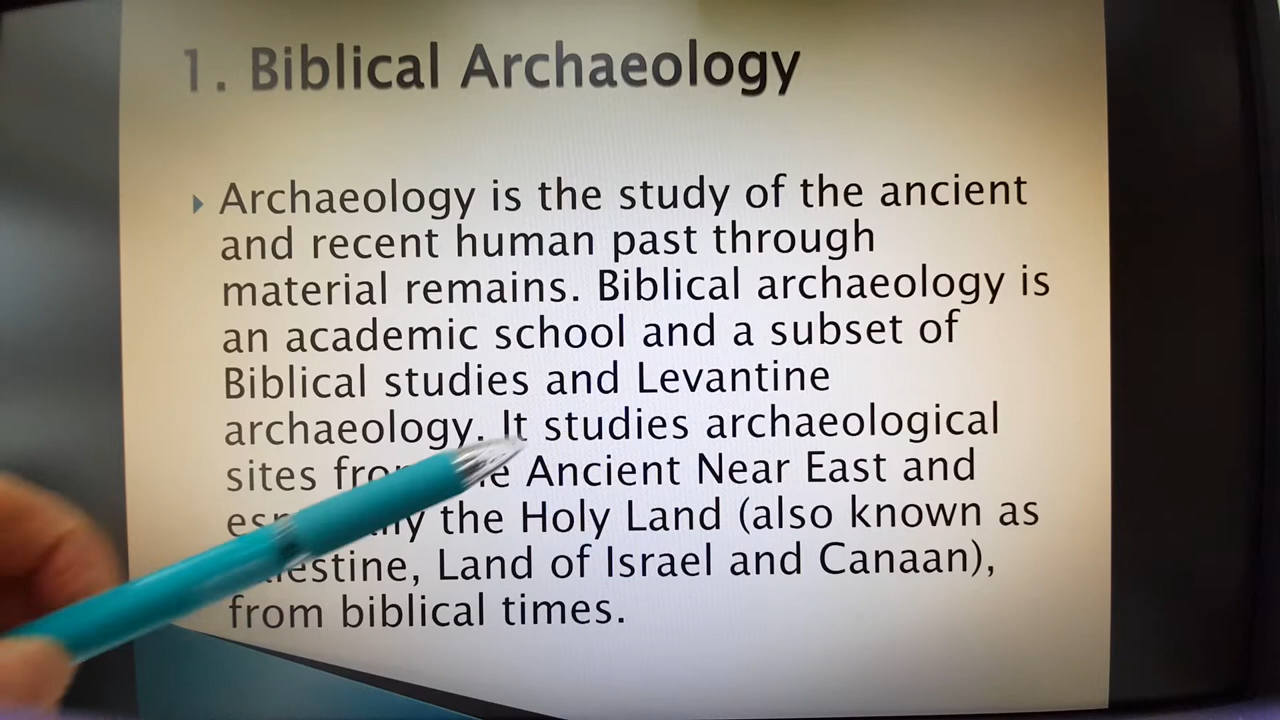 1. Biblical Archaeology
Archaeology is the study of the ancient
and recent human past through
material remains. Biblical archaeology is
an academic school and a subset of
Biblical studies and Levantine
archaeology. It studies archaeological
sites Ancient Near East and
the Holy Land (also known as
Land of Israel and Canaan),
from biblical times.